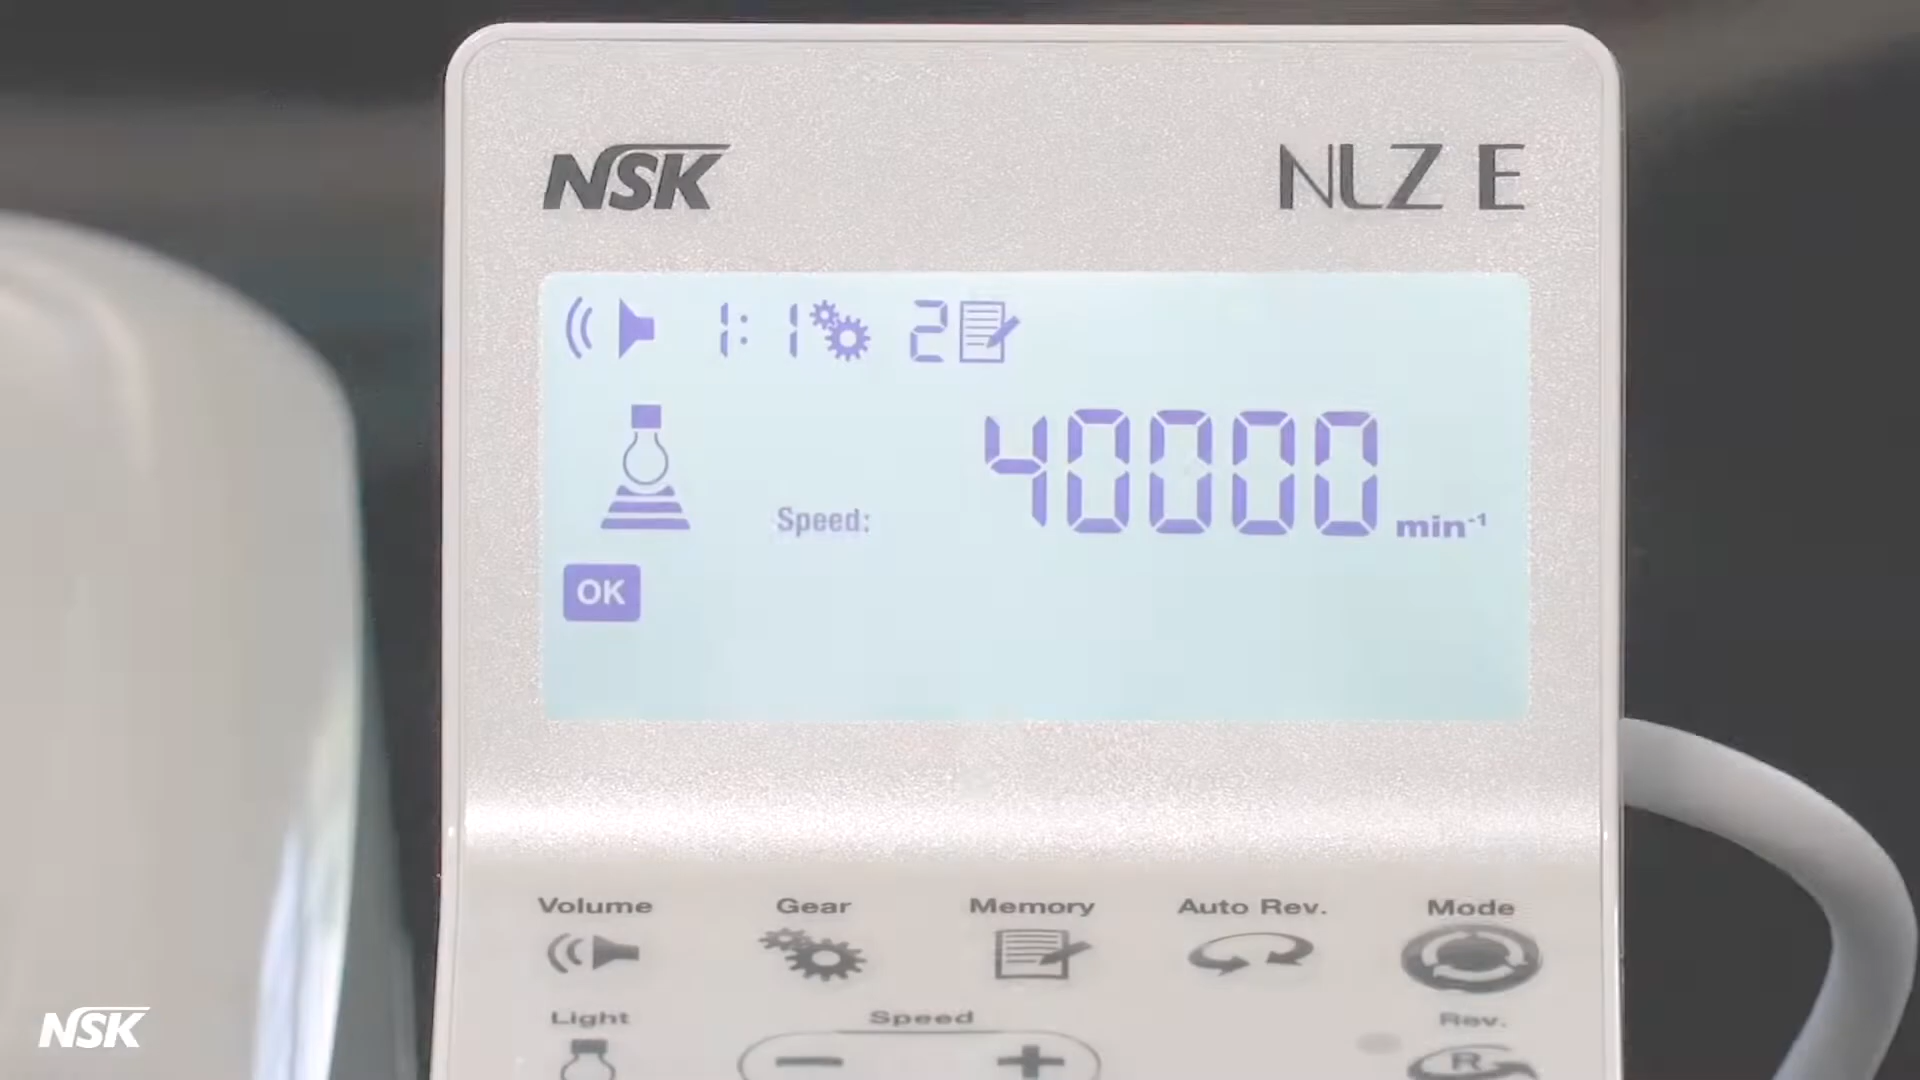 NSK NLZ E
1:1 2
Speed: 40000 min⁻¹
OK
Volume Gear Memory Auto Rev. Mode
Light Speed Rev.
− + R
NSK